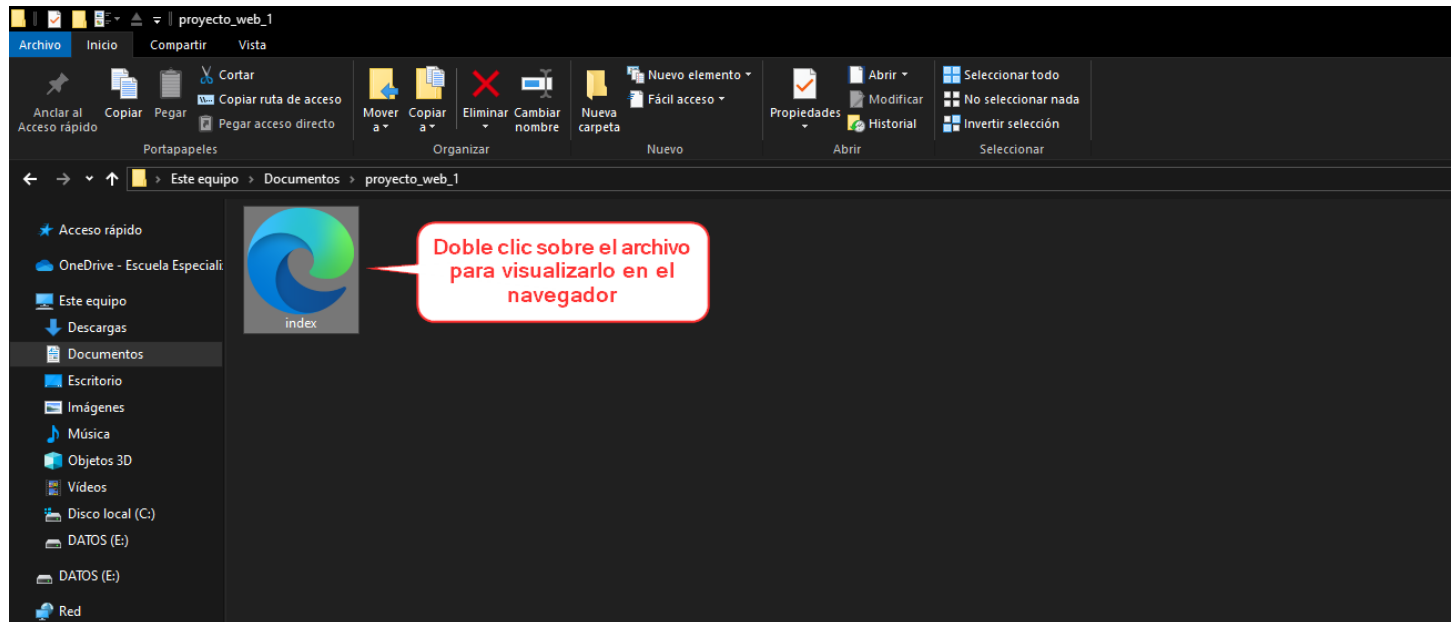 proyecto_web_1
Archivo Inicio Compartir Vista
Anclar al
Acceso rápido
Copiar
Pegar
Cortar
Copiar ruta de acceso
Pegar acceso directo
Portapapeles
Mover
a
Copiar
a
Eliminar
Cambiar
nombre
Organizar
Nueva
carpeta
Nuevo elemento
Fácil acceso
Nuevo
Propiedades
Abrir
Modificar
Historial
Abrir
Seleccionar todo
No seleccionar nada
Invertir selección
Seleccionar
Este equipo > Documentos > proyecto_web_1
Acceso rápido
OneDrive - Escuela Especiali
Este equipo
Descargas
Documentos
Escritorio
Imágenes
Música
Objetos 3D
Vídeos
Disco local (C:)
DATOS (E:)
DATOS (E:)
Red
index
Doble clic sobre el archivo
para visualizarlo en el
navegador